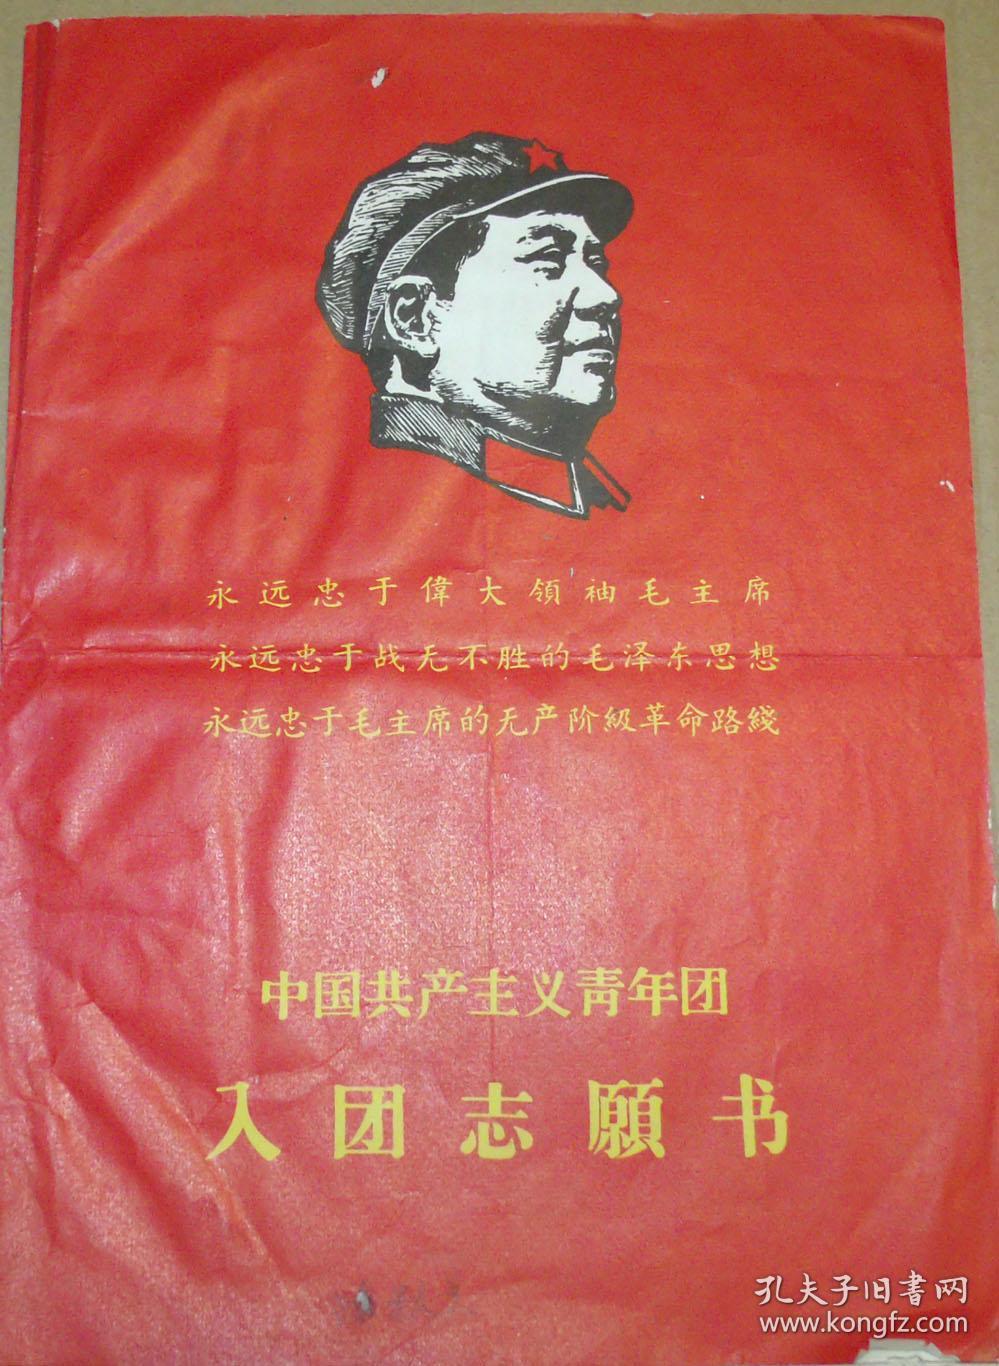 永远忠于偉大領袖毛主席
永远忠于战无不胜的毛泽东思想
永远忠于毛主席的无产阶級革命路綫
中国共产主义青年团
入团志願书
孔夫子旧書网
www.kongfz.com